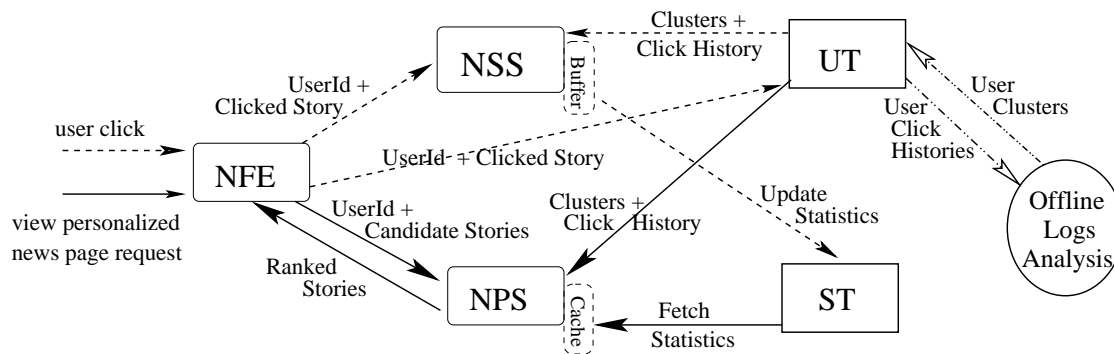 Clusters +
Click History
NSS
Buffer
UT
UserId +
Clicked Story
user click
User
Clusters
User
Click
Histories
NFE
UserId + Clicked Story
view personalized
news page request
UserId +
Candidate Stories
Clusters +
Click History
Update
Statistics
Offline
Logs
Analysis
Ranked
Stories
NPS
Cache
Fetch
Statistics
ST